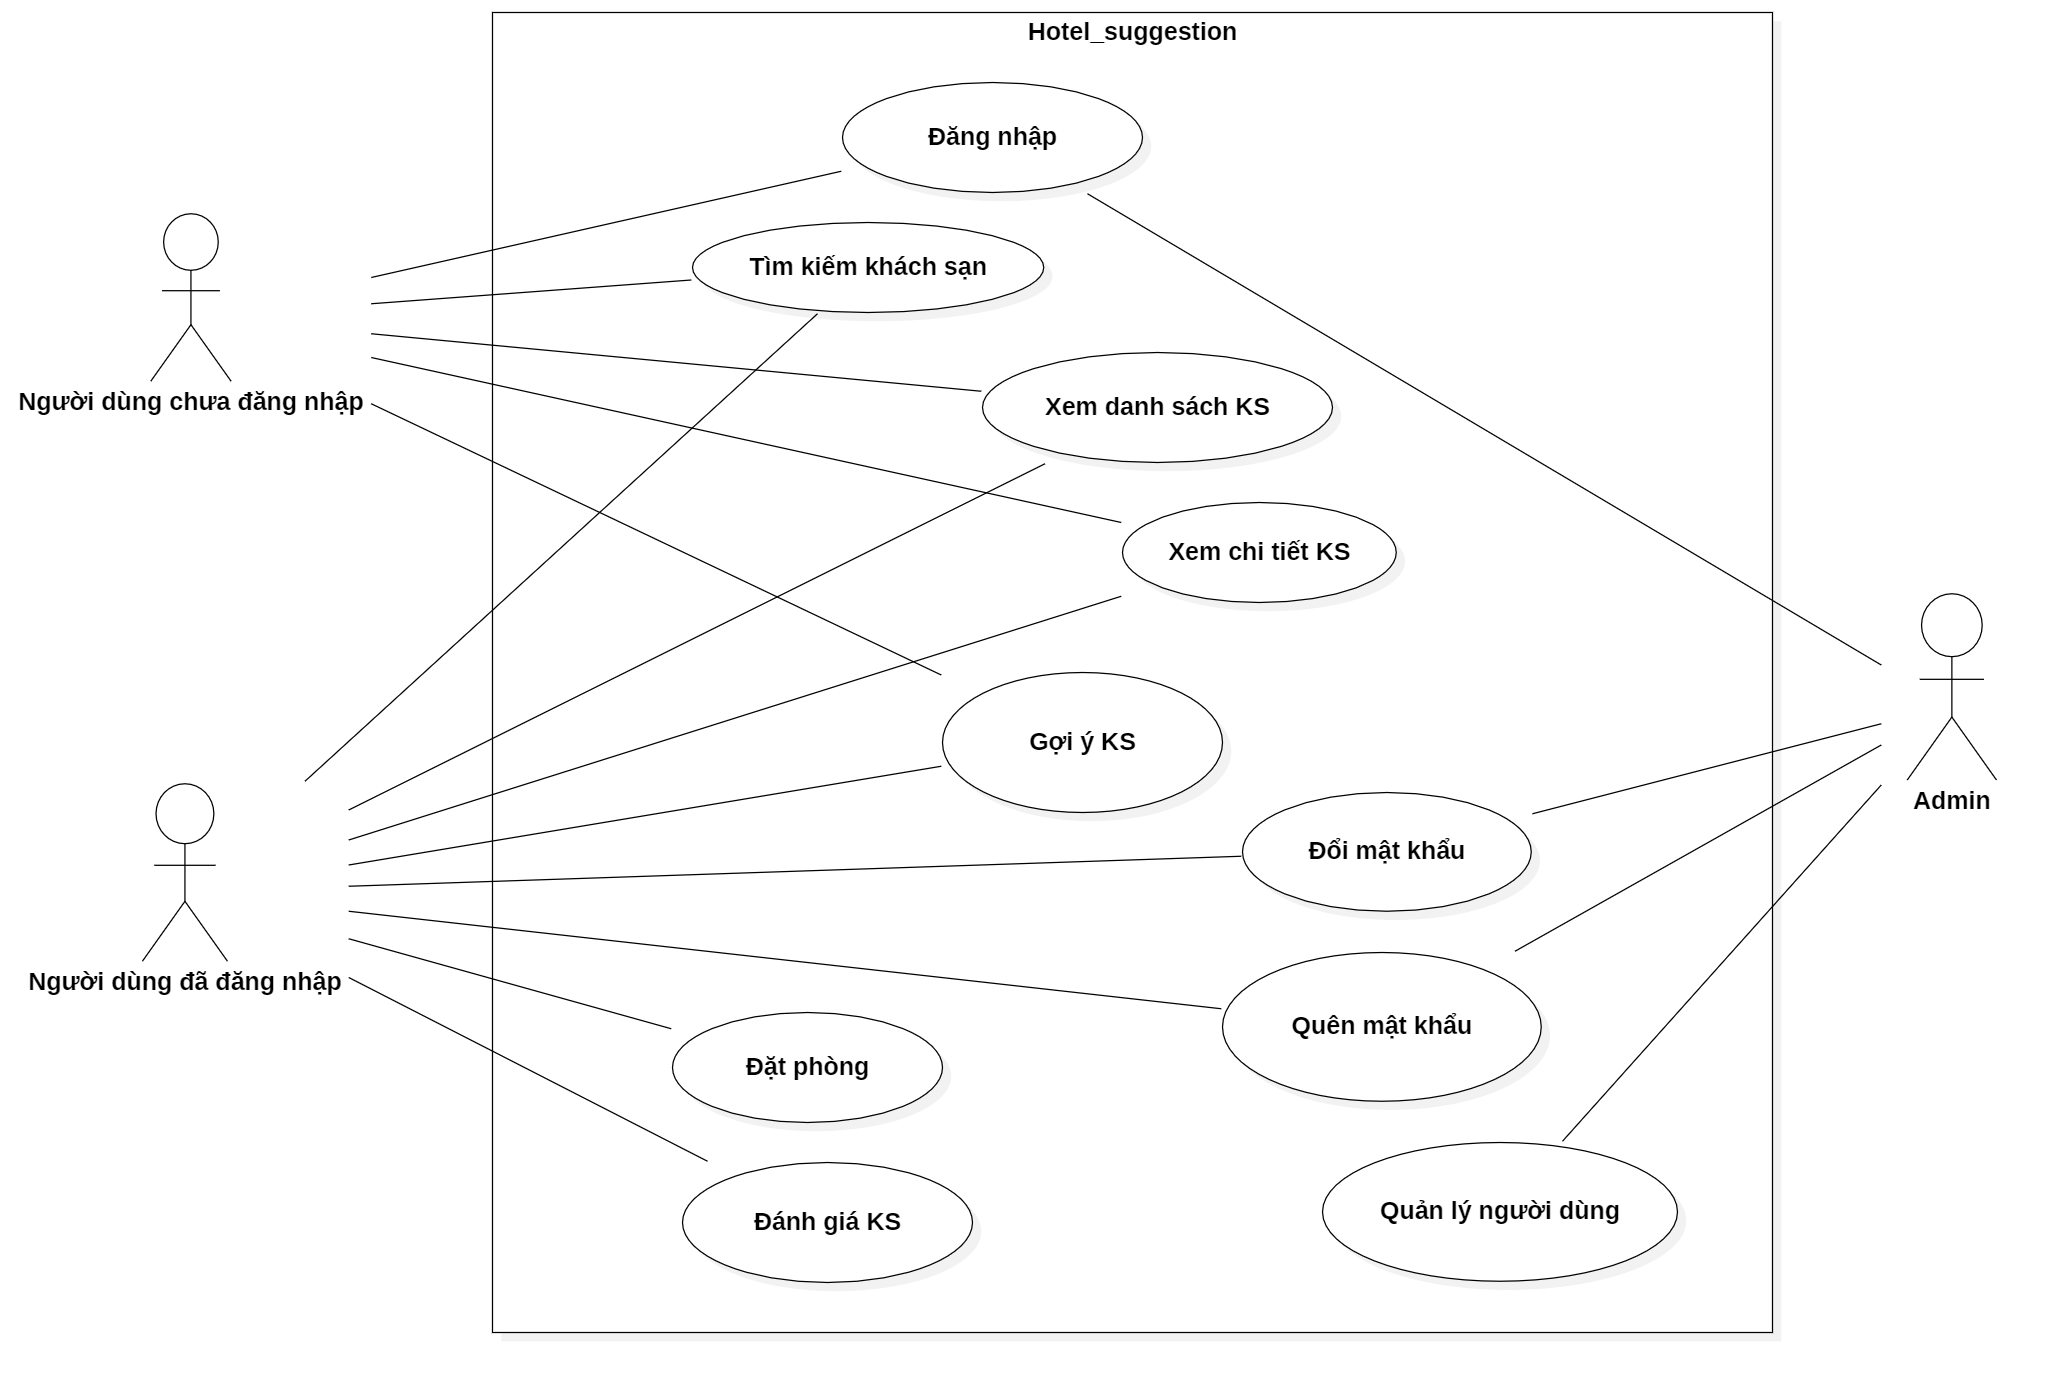 Hotel_suggestion
Đăng nhập
Tìm kiếm khách sạn
Người dùng chưa đăng nhập
Xem danh sách KS
Xem chi tiết KS
Gợi ý KS
Admin
Đổi mật khẩu
Người dùng đã đăng nhập
Quên mật khẩu
Đặt phòng
Quản lý người dùng
Đánh giá KS